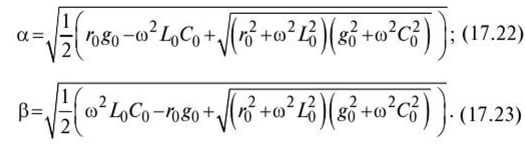 α=√(1/2(r₀g₀−ω²L₀C₀+√((r₀²+ω²L₀²)(g₀²+ω²C₀²)))); (17.22)
β=√(1/2(ω²L₀C₀−r₀g₀+√((r₀²+ω²L₀²)(g₀²+ω²C₀²)))). (17.23)